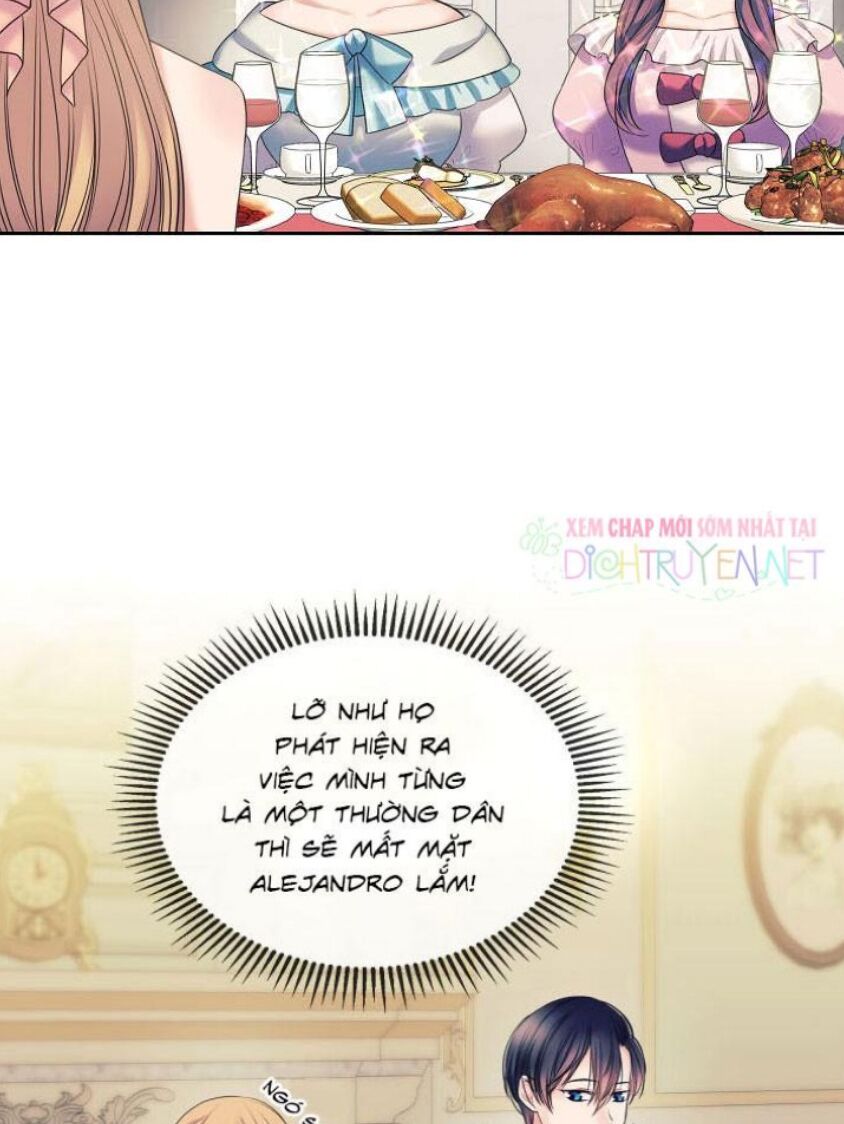 XEM CHAP MỚI SỚM NHẤT TẠI
DICHTRUYEN.NET
LỠ NHƯ HỌ
PHÁT HIỆN RA
VIỆC MÌNH TỪNG
LÀ MỘT THƯỜNG DÂN
THÌ SẼ MẤT MẶT
ALEJANDRO LẮM!
NGÓ